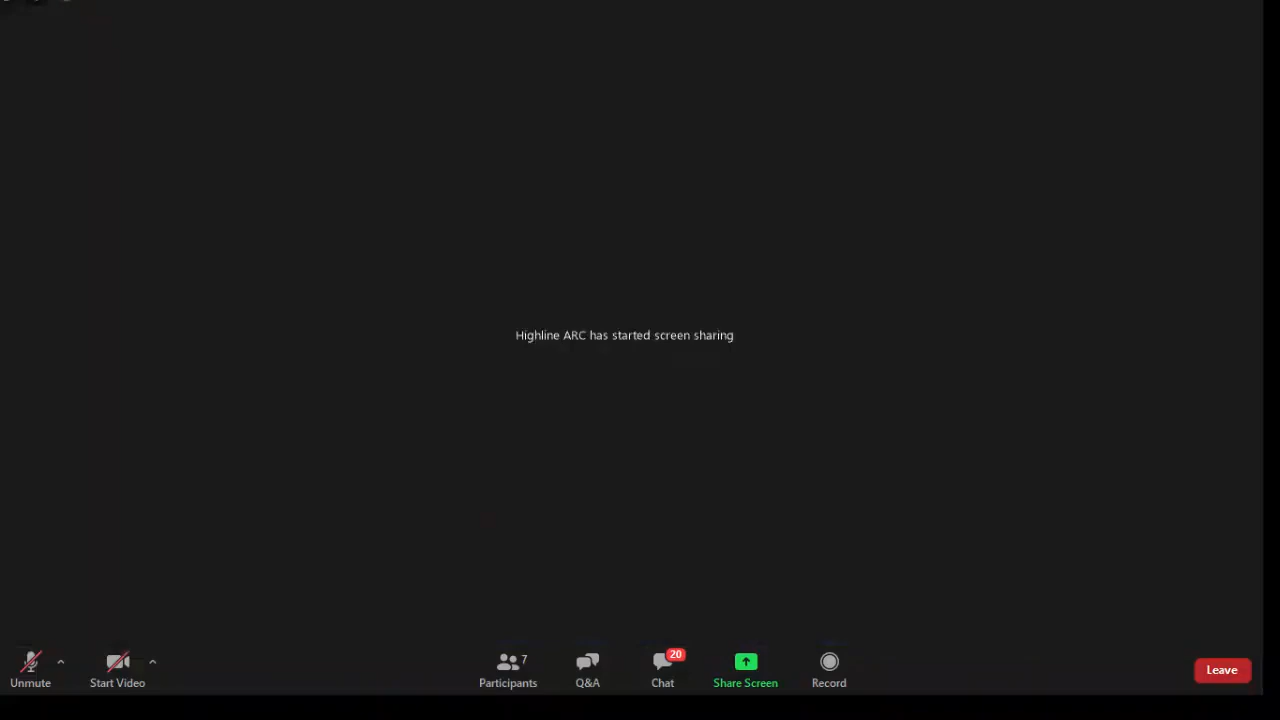 Highline ARC has started screen sharing
7
20
Unmute
Start Video
Participants
Q&A
Chat
Share Screen
Record
Leave